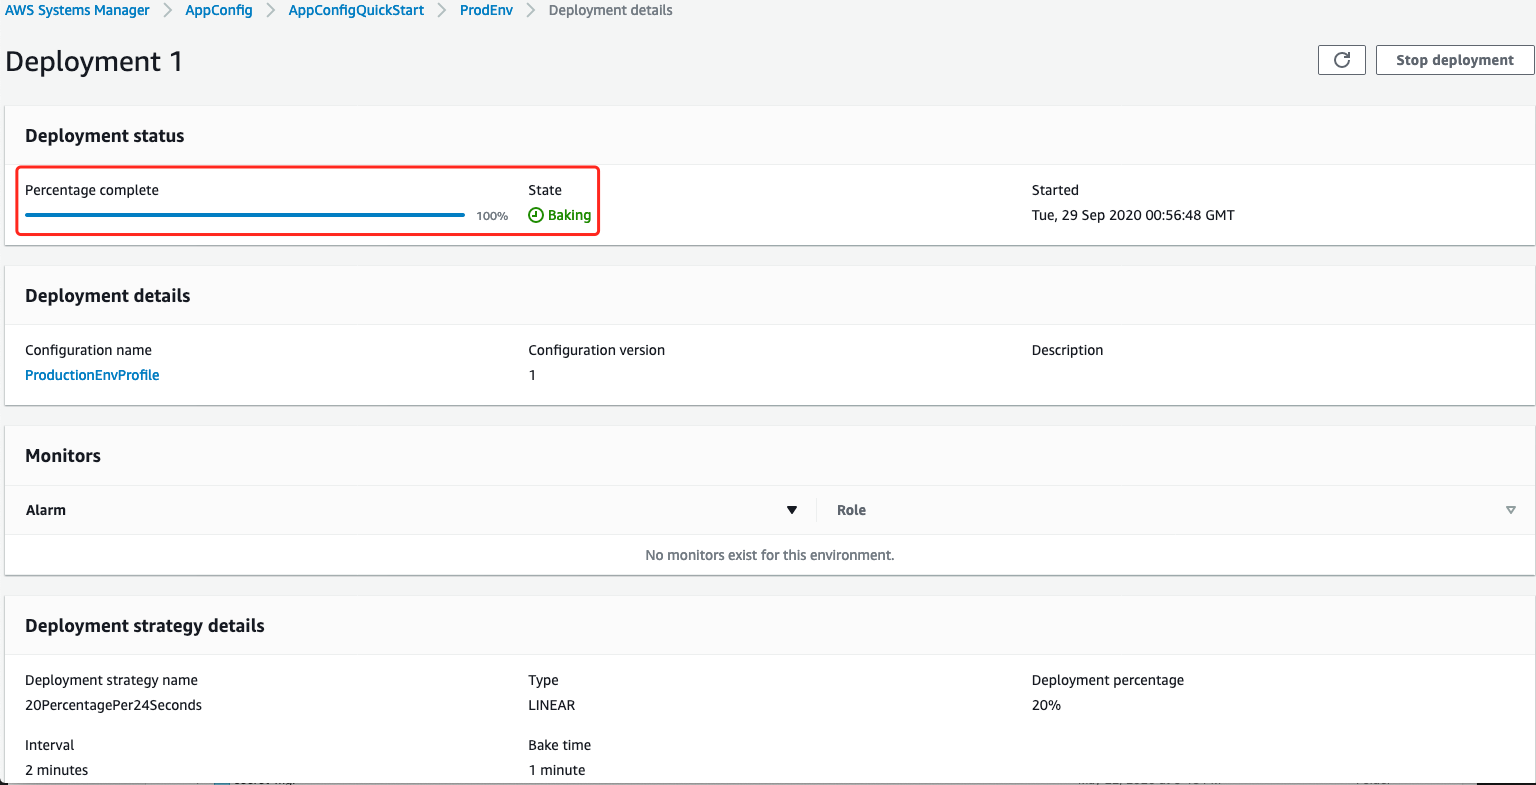 AWS Systems Manager > AppConfig > AppConfigQuickStart > ProdEnv > Deployment details
Deployment 1
Stop deployment
Deployment status
Percentage complete
100%
State
Baking
Started
Tue, 29 Sep 2020 00:56:48 GMT
Deployment details
Configuration name
ProductionEnvProfile
Configuration version
1
Description
Monitors
Alarm
Role
No monitors exist for this environment.
Deployment strategy details
Deployment strategy name
20PercentagePer24Seconds
Type
LINEAR
Deployment percentage
20%
Interval
2 minutes
Bake time
1 minute